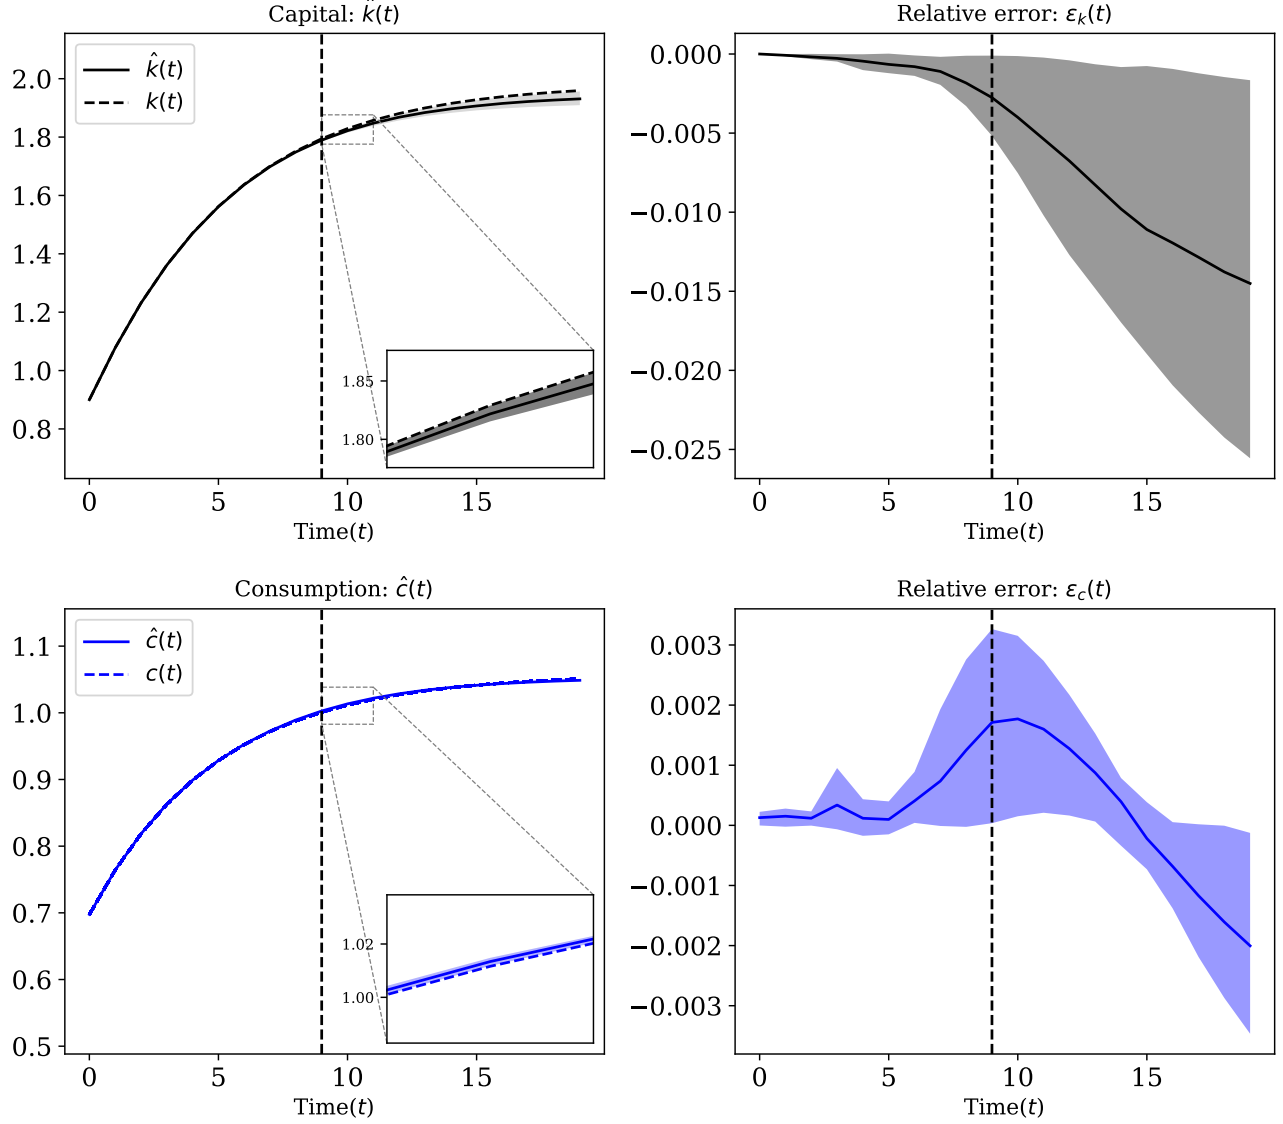 Capital: k̂(t)
k̂(t)
k(t)
2.0
1.8
1.6
1.4
1.2
1.0
0.8
1.85
1.80
0 5 10 15
Time(t)
Relative error: ε_k(t)
0.000
−0.005
−0.010
−0.015
−0.020
−0.025
0 5 10 15
Time(t)
Consumption: ĉ(t)
ĉ(t)
c(t)
1.1
1.0
0.9
0.8
0.7
0.6
0.5
1.02
1.00
0 5 10 15
Time(t)
Relative error: ε_c(t)
0.003
0.002
0.001
0.000
−0.001
−0.002
−0.003
0 5 10 15
Time(t)